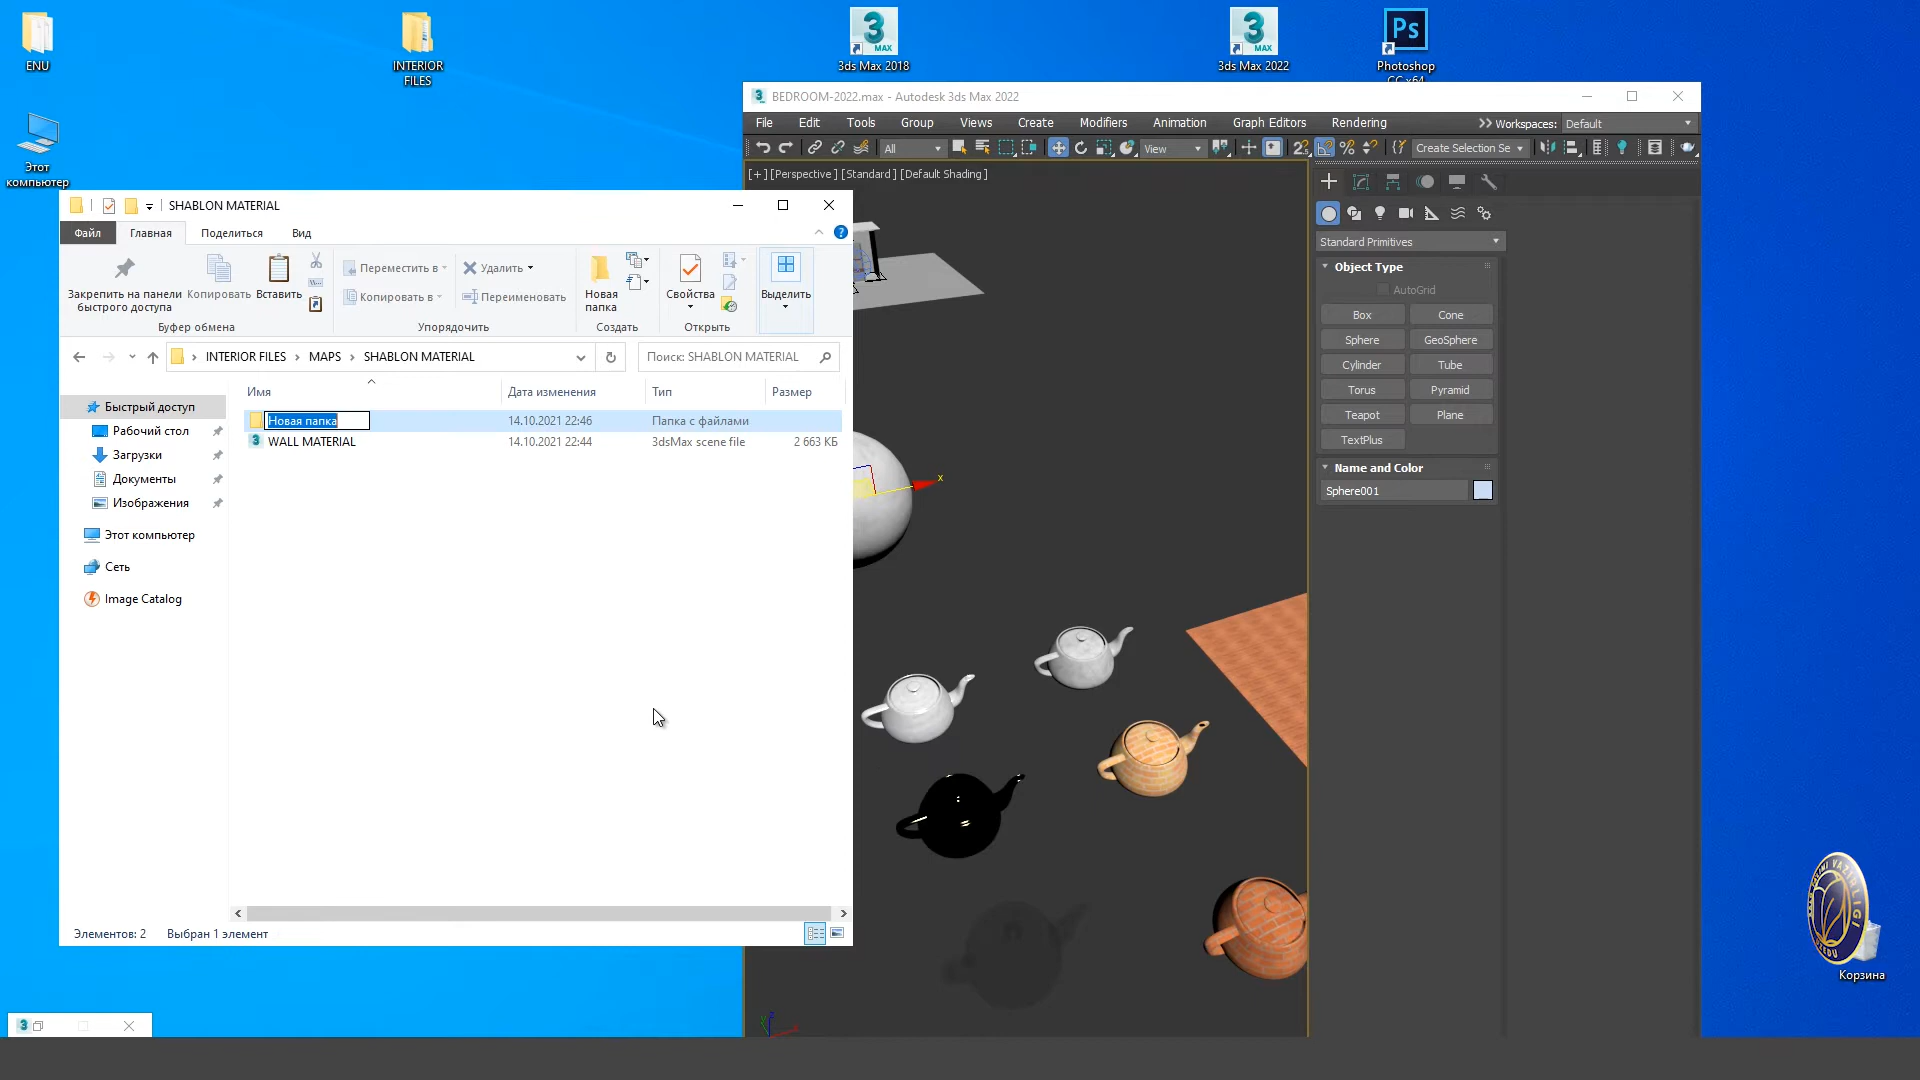 ENU
INTERIOR
FILES
3ds Max 2018
3ds Max 2022
Photoshop
CC x64
Этот
компьютер
BEDROOM-2022.max - Autodesk 3ds Max 2022
File Edit Tools Group Views Create Modifiers Animation Graph Editors Rendering >> Workspaces: Default
All View Create Selection Se
[+] [Perspective ] [Standard ] [Default Shading ]
SHABLON MATERIAL
Файл Главная Поделиться Вид
Закрепить на панели
быстрого доступа
Копировать
Вставить
Переместить в
Копировать в
Удалить
Переименовать
Новая
папка
Свойства
Выделить
Буфер обмена Упорядочить Создать Открыть
INTERIOR FILES > MAPS > SHABLON MATERIAL
Поиск: SHABLON MATERIAL
Имя Дата изменения Тип Размер
Новая папка 14.10.2021 22:46 Папка с файлами
WALL MATERIAL 14.10.2021 22:44 3dsMax scene file 2 663 КБ
Быстрый доступ
Рабочий стол
Загрузки
Документы
Изображения
Этот компьютер
Сеть
Image Catalog
Элементов: 2 Выбран 1 элемент
Standard Primitives
Object Type
AutoGrid
Box Cone
Sphere GeoSphere
Cylinder Tube
Torus Pyramid
Teapot Plane
TextPlus
Name and Color
Sphere001
x
Корзина